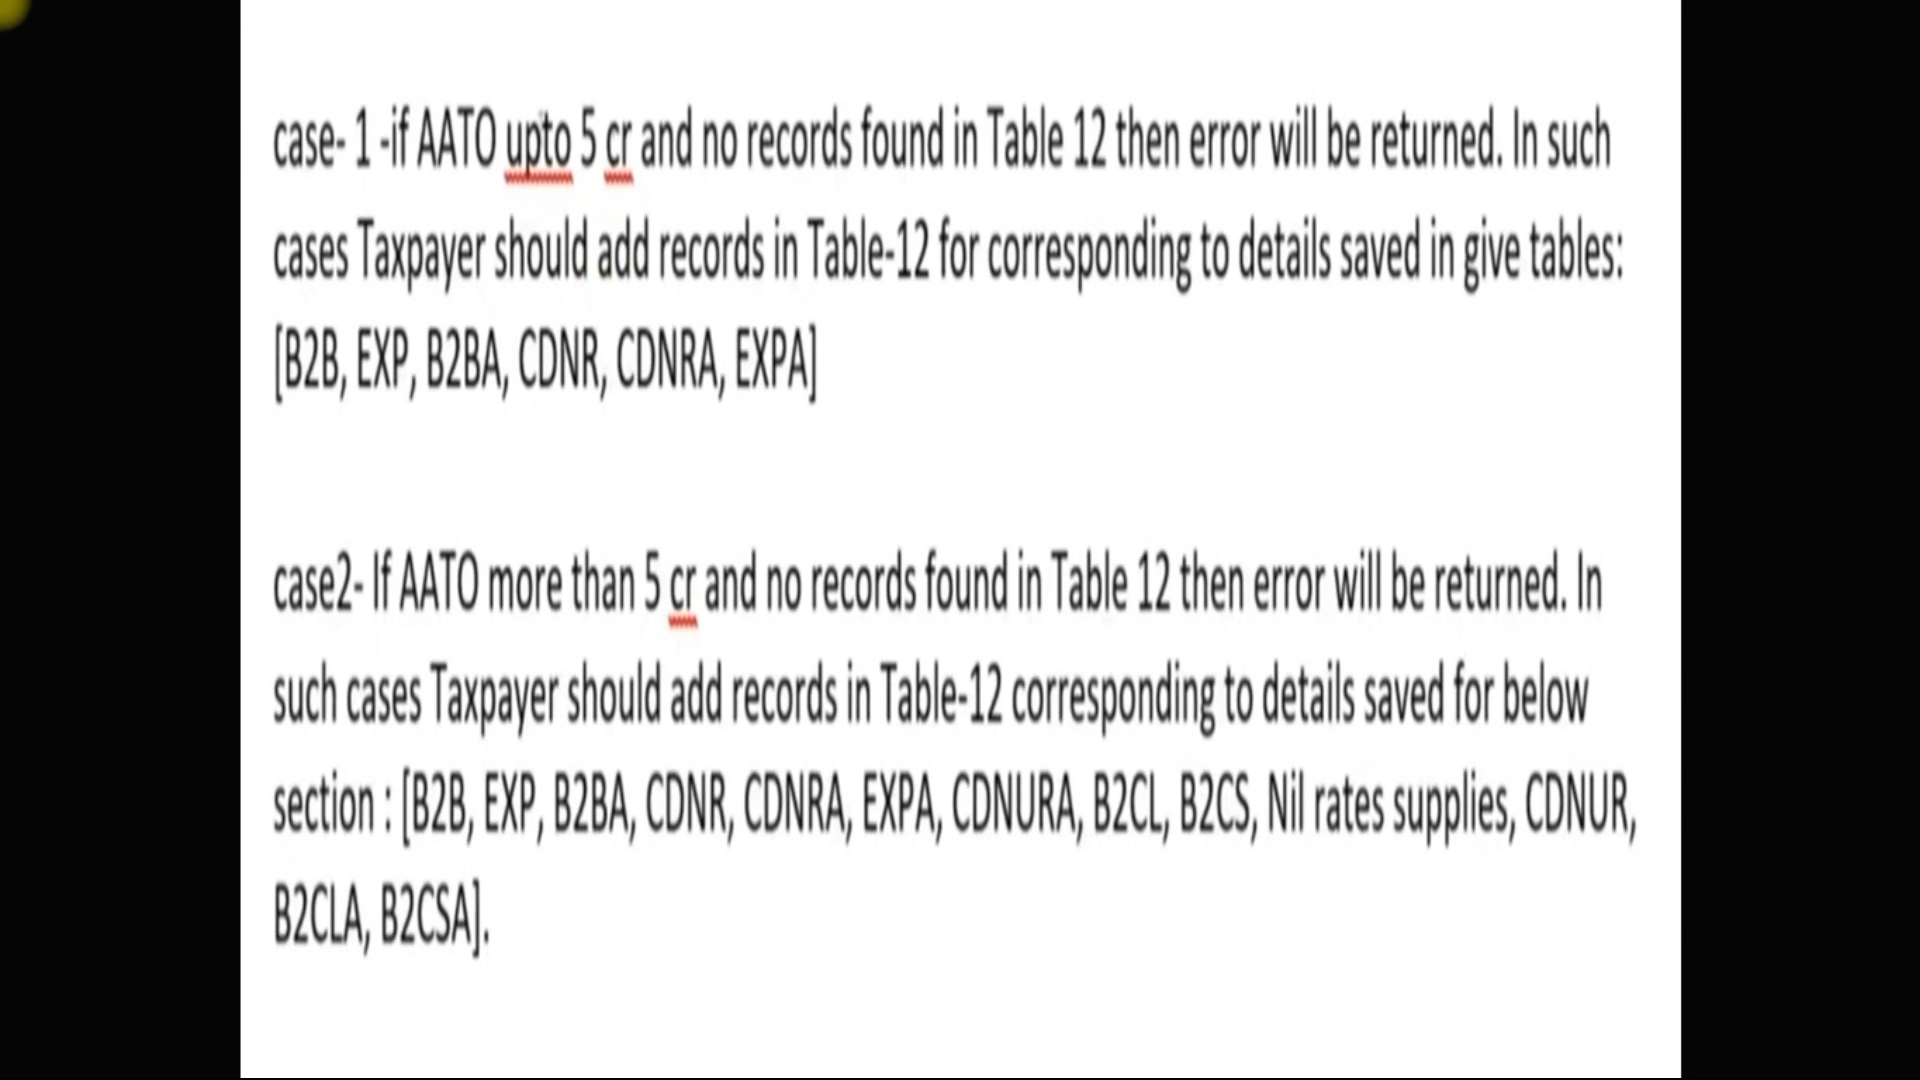 case- 1 -if AATO upto 5 cr and no records found in Table 12 then error will be returned. In such
cases Taxpayer should add records in Table-12 for corresponding to details saved in give tables:
[B2B, EXP, B2BA, CDNR, CDNRA, EXPA]
case2- If AATO more than 5 cr and no records found in Table 12 then error will be returned. In
such cases Taxpayer should add records in Table-12 corresponding to details saved for below
section : [B2B, EXP, B2BA, CDNR, CDNRA, EXPA, CDNURA, B2CL, B2CS, Nil rates supplies, CDNUR,
B2CLA, B2CSA].